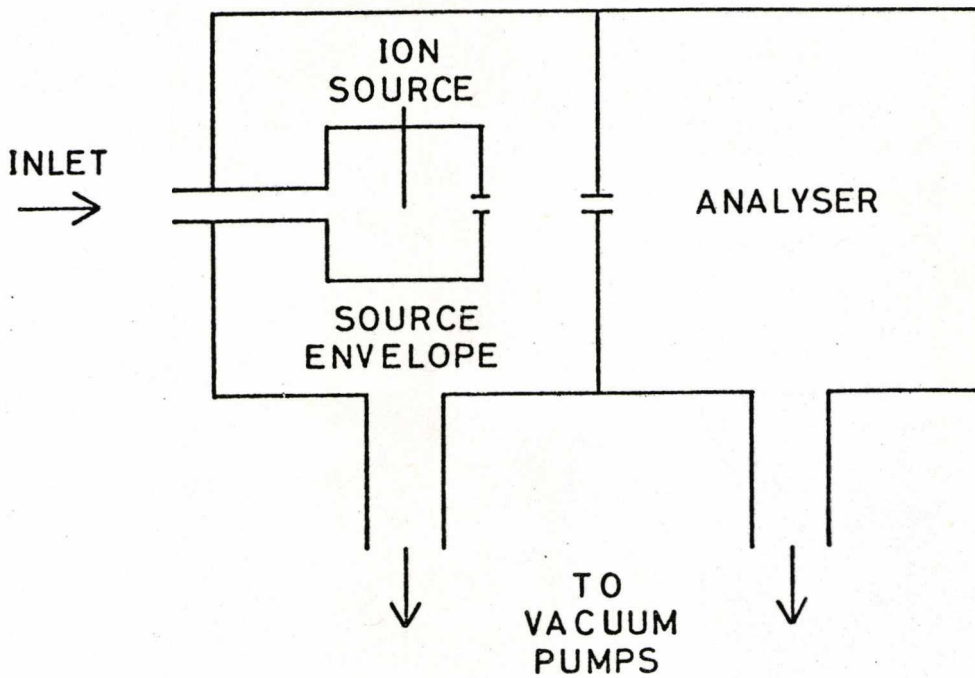 ION
SOURCE
INLET
ANALYSER
SOURCE
ENVELOPE
TO
VACUUM
PUMPS